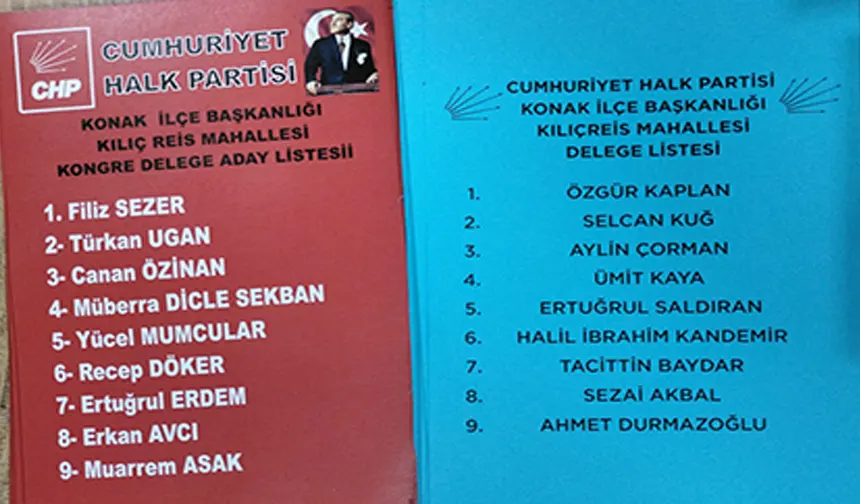 CHP
CUMHURİYET
HALK PARTİSİ
KONAK İLÇE BAŞKANLIĞI
KILIÇ REİS MAHALLESİ
KONGRE DELEGE ADAY LİSTESİİ
1. Filiz SEZER
2- Türkan UGAN
3- Canan ÖZİNAN
4- Müberra DİCLE SEKBAN
5- Yücel MUMCULAR
6- Recep DÖKER
7- Ertuğrul ERDEM
8- Erkan AVCI
9- Muarrem ASAK
CUMHURİYET HALK PARTİSİ
KONAK İLÇE BAŞKANLIĞI
KILIÇREİS MAHALLESİ
DELEGE LİSTESİ
1. ÖZGÜR KAPLAN
2. SELCAN KUĞ
3. AYLİN ÇORMAN
4. ÜMİT KAYA
5. ERTUĞRUL SALDIRAN
6. HALİL İBRAHİM KANDEMİR
7. TACİTTİN BAYDAR
8. SEZAİ AKBAL
9. AHMET DURMAZOĞLU